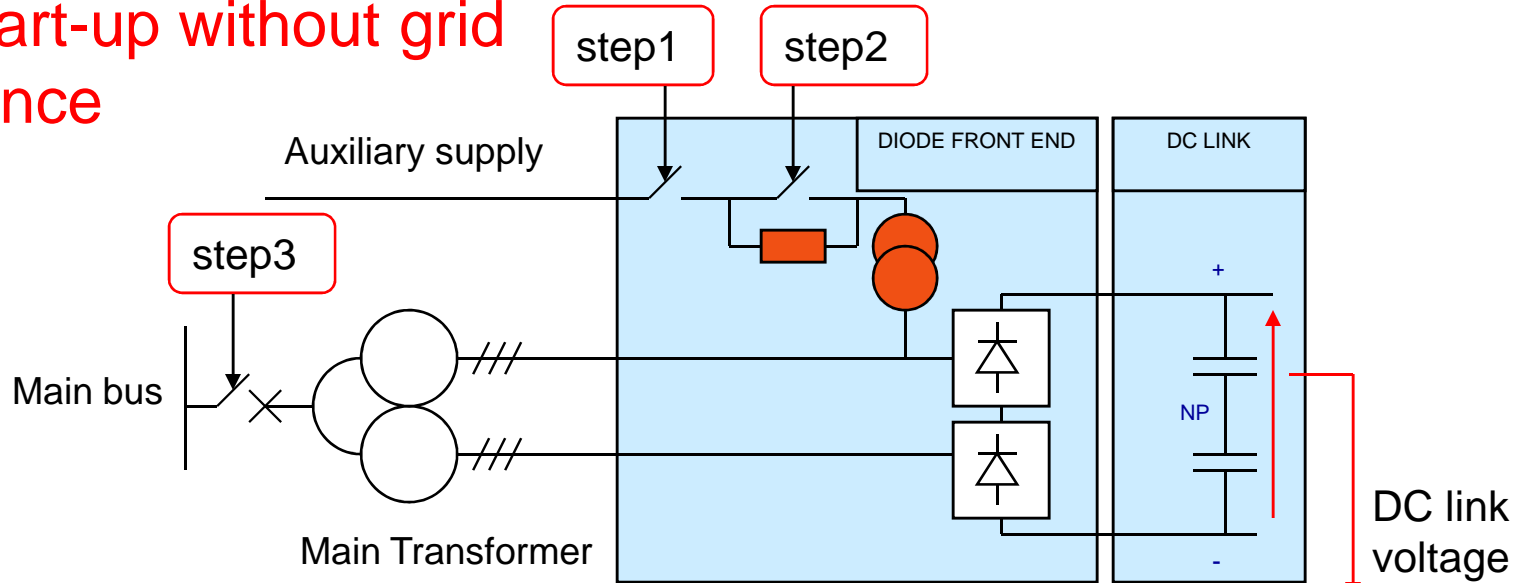 art-up without grid
nce
step1
step2
Auxiliary supply
DIODE FRONT END
DC LINK
step3
+
Main bus
NP
DC link
voltage
Main Transformer
-